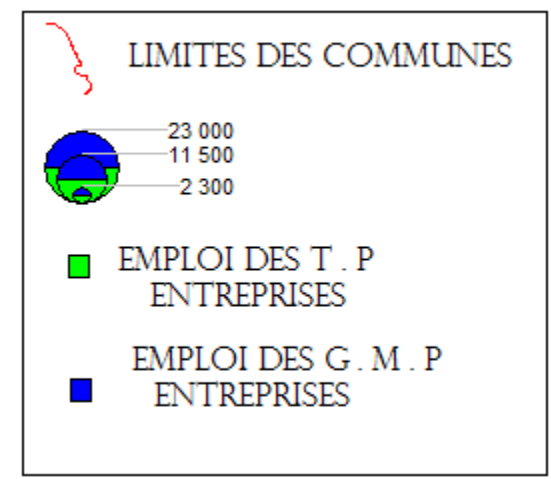 LIMITES DES COMMUNES
23 000
11 500
2 300
EMPLOI DES T . P
ENTREPRISES
EMPLOI DES G . M . P
ENTREPRISES